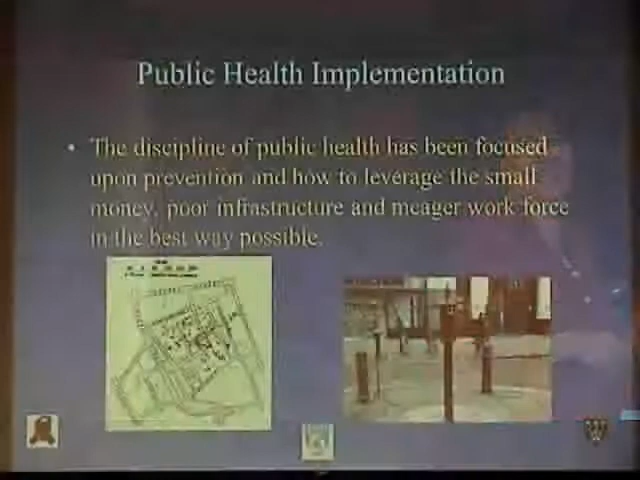 Public Health Implementation
• The discipline of public health has been focused
upon prevention and how to leverage the small
money, poor infrastructure and meager work force
in the best way possible.